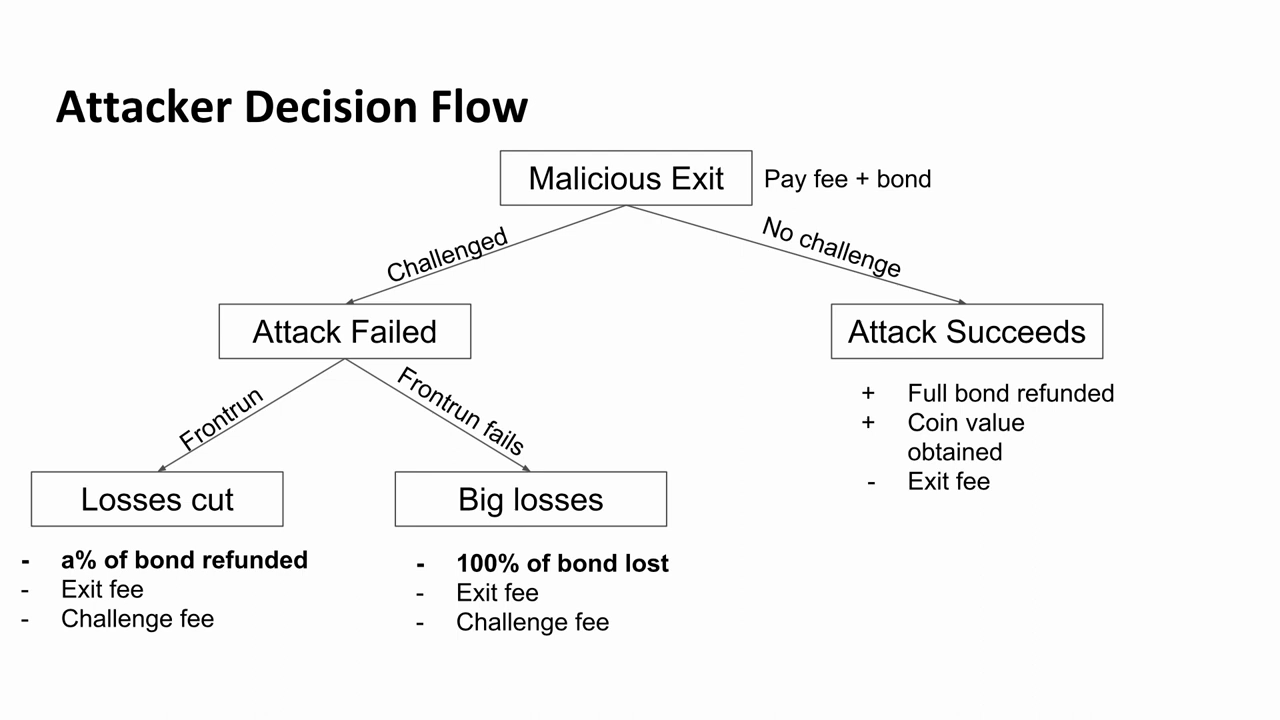 Attacker Decision Flow
Malicious Exit
Pay fee + bond
Challenged
No challenge
Attack Failed
Attack Succeeds
Frontrun
Frontrun fails
+ Full bond refunded
+ Coin value
obtained
- Exit fee
Losses cut
Big losses
- a% of bond refunded
- Exit fee
- Challenge fee
- 100% of bond lost
- Exit fee
- Challenge fee